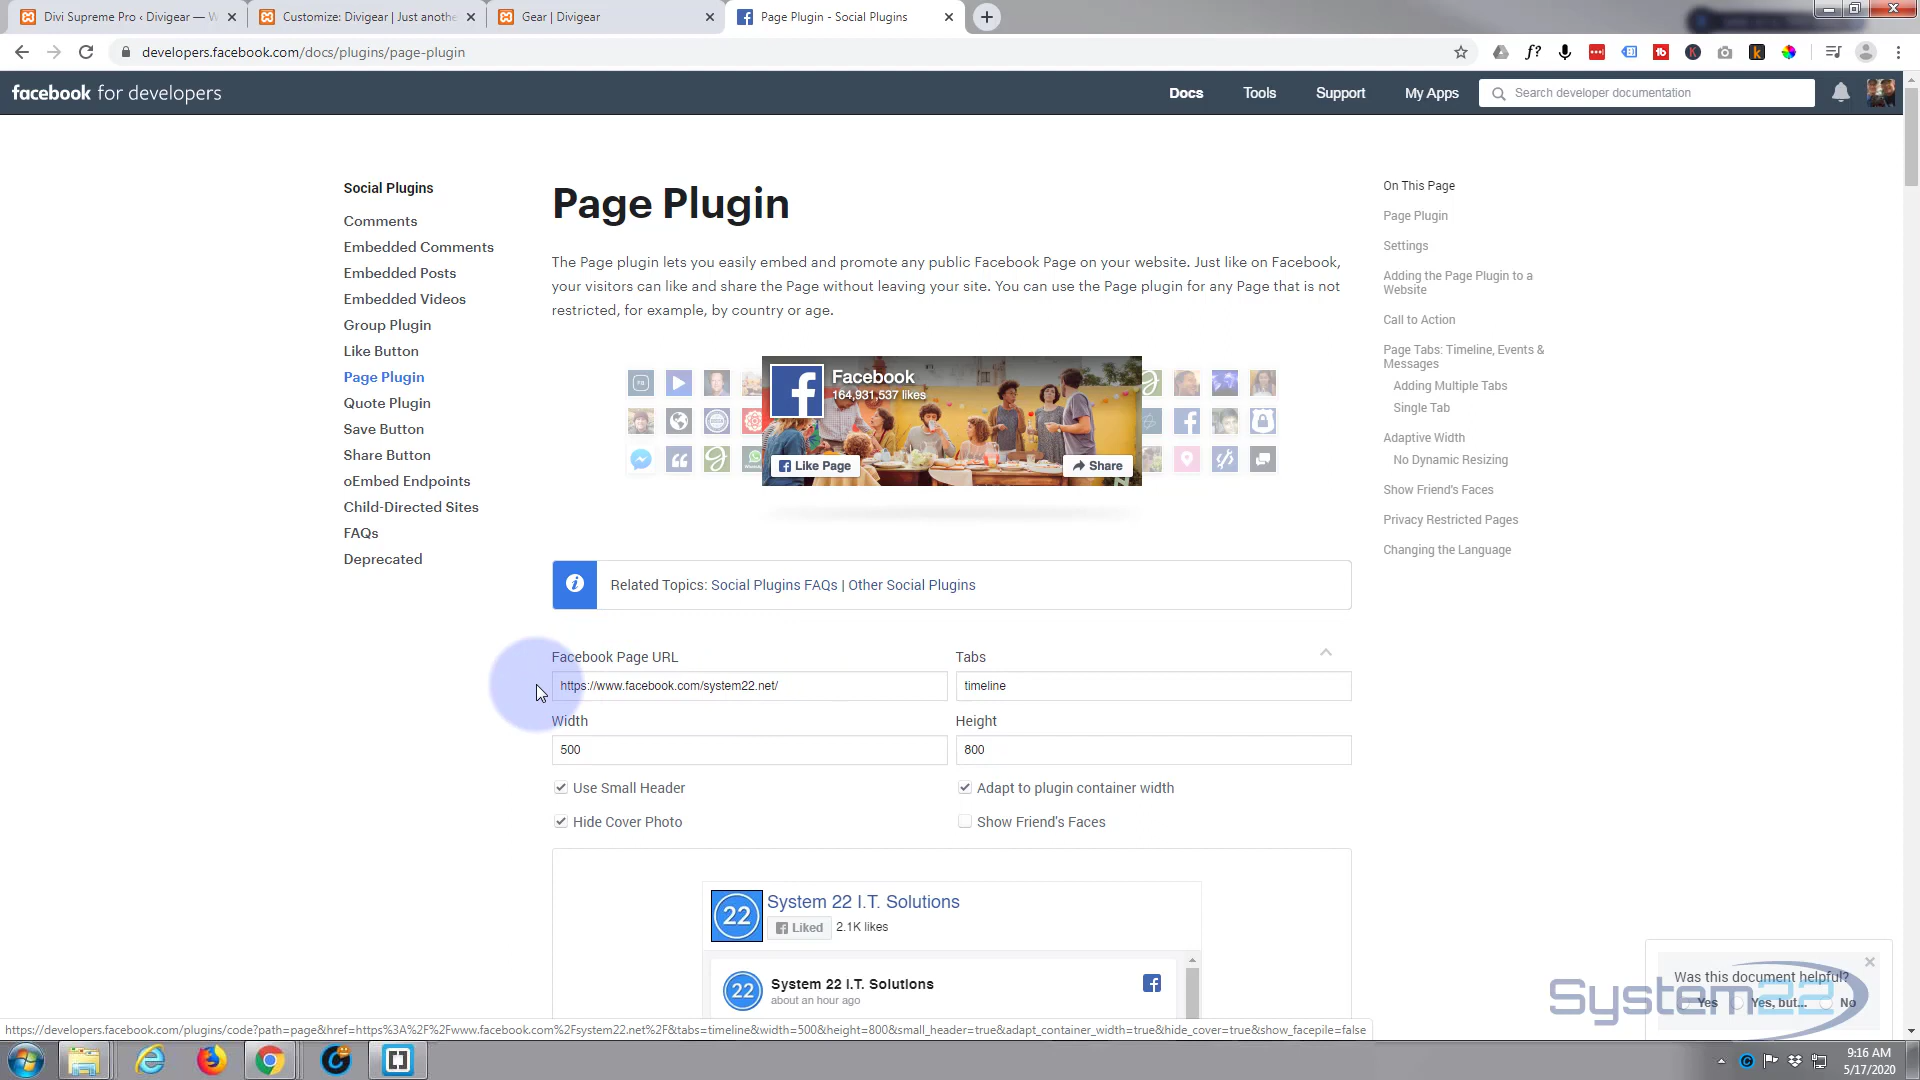 Divi Supreme Pro ‹ Divigear — W
Customize: Divigear | Just anothe
Gear | Divigear
Page Plugin - Social Plugins
developers.facebook.com/docs/plugins/page-plugin
facebook for developers
Docs
Tools
Support
My Apps
Search developer documentation
Social Plugins
Comments
Embedded Comments
Embedded Posts
Embedded Videos
Group Plugin
Like Button
Page Plugin
Quote Plugin
Save Button
Share Button
oEmbed Endpoints
Child-Directed Sites
FAQs
Deprecated
Page Plugin
The Page plugin lets you easily embed and promote any public Facebook Page on your website. Just like on Facebook,
your visitors can like and share the Page without leaving your site. You can use the Page plugin for any Page that is not
restricted, for example, by country or age.
Facebook
164,931,537 likes
Like Page
Share
Related Topics: Social Plugins FAQs | Other Social Plugins
Facebook Page URL
Tabs
https://www.facebook.com/system22.net/
timeline
Width
Height
500
800
Use Small Header
Adapt to plugin container width
Hide Cover Photo
Show Friend's Faces
22
System 22 I.T. Solutions
Liked
2.1K likes
22
System 22 I.T. Solutions
about an hour ago
On This Page
Page Plugin
Settings
Adding the Page Plugin to a
Website
Call to Action
Page Tabs: Timeline, Events &
Messages
Adding Multiple Tabs
Single Tab
Adaptive Width
No Dynamic Resizing
Show Friend's Faces
Privacy Restricted Pages
Changing the Language
Was this document helpful?
Yes
Yes, but...
No
System22
https://developers.facebook.com/plugins/code?path=page&href=https%3A%2F%2Fwww.facebook.com%2Fsystem22.net%2F&tabs=timeline&width=500&height=800&small_header=true&adapt_container_width=true&hide_cover=true&show_facepile=false
9:16 AM
5/17/2020